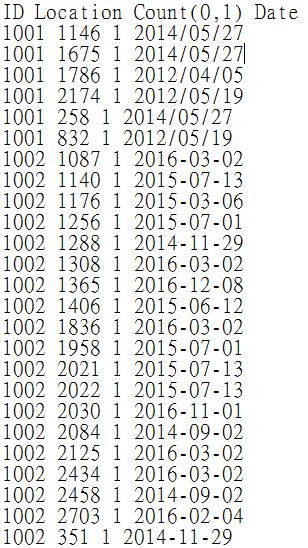 ID Location Count(0,1) Date
1001 1146 1 2014/05/27
1001 1675 1 2014/05/27
1001 1786 1 2012/04/05
1001 2174 1 2012/05/19
1001 258 1 2014/05/27
1001 832 1 2012/05/19
1002 1087 1 2016-03-02
1002 1140 1 2015-07-13
1002 1176 1 2015-03-06
1002 1256 1 2015-07-01
1002 1288 1 2014-11-29
1002 1308 1 2016-03-02
1002 1365 1 2016-12-08
1002 1406 1 2015-06-12
1002 1836 1 2016-03-02
1002 1958 1 2015-07-01
1002 2021 1 2015-07-13
1002 2022 1 2015-07-13
1002 2030 1 2016-11-01
1002 2084 1 2014-09-02
1002 2125 1 2016-03-02
1002 2434 1 2016-03-02
1002 2458 1 2014-09-02
1002 2703 1 2016-02-04
1002 351 1 2014-11-29